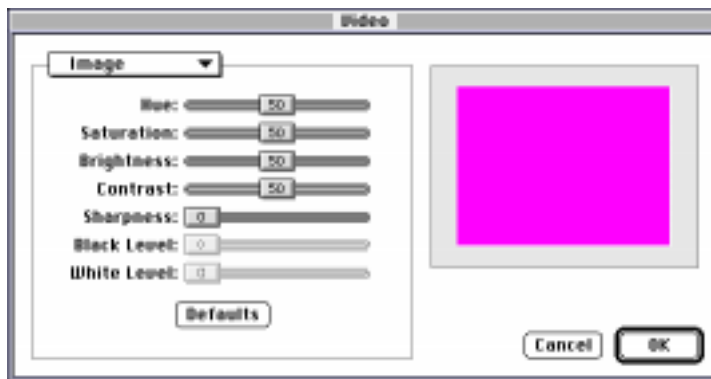 Video
Image
Hue: 50
Saturation: 50
Brightness: 50
Contrast: 50
Sharpness: 0
Black Level: 0
White Level: 0
Defaults
Cancel OK